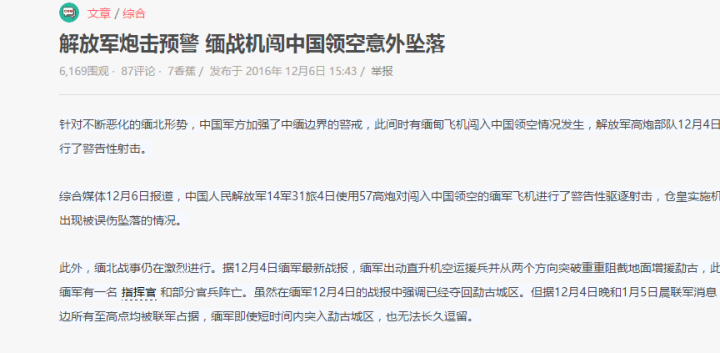 文章 / 综合
解放军炮击预警 缅战机闯中国领空意外坠落
6,169围观 · 87评论 · 7香蕉 / 发布于 2016年 12月6日 15:43 / 举报
针对不断恶化的缅北形势，中国军方加强了中缅边界的警戒，此间时有缅甸飞机闯入中国领空情况发生，解放军高炮部队12月4日
行了警告性射击。
综合媒体12月6日报道，中国人民解放军14军31旅4日使用57高炮对闯入中国领空的缅军飞机进行了警告性驱逐射击，仓皇实施机
出现被误伤坠落的情况。
此外，缅北战事仍在激烈进行。据12月4日缅军最新战报，缅军出动直升机空运援兵并从两个方向突破重重阻截地面增援勐古，此
缅军有一名 指挥官 和部分官兵阵亡。虽然在缅军12月4日的战报中强调已经夺回勐古城区。但据12月4日晚和1月5日晨联军消息
边所有至高点均被联军占据，缅军即使短时间内突入勐古城区，也无法长久逗留。